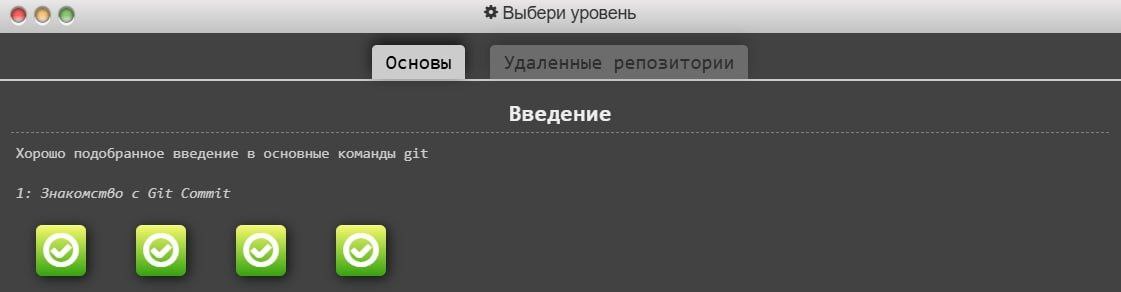 Выбери уровень
Основы
Удаленные репозитории
Введение
Хорошо подобранное введение в основные команды git
1: Знакомство с Git Commit